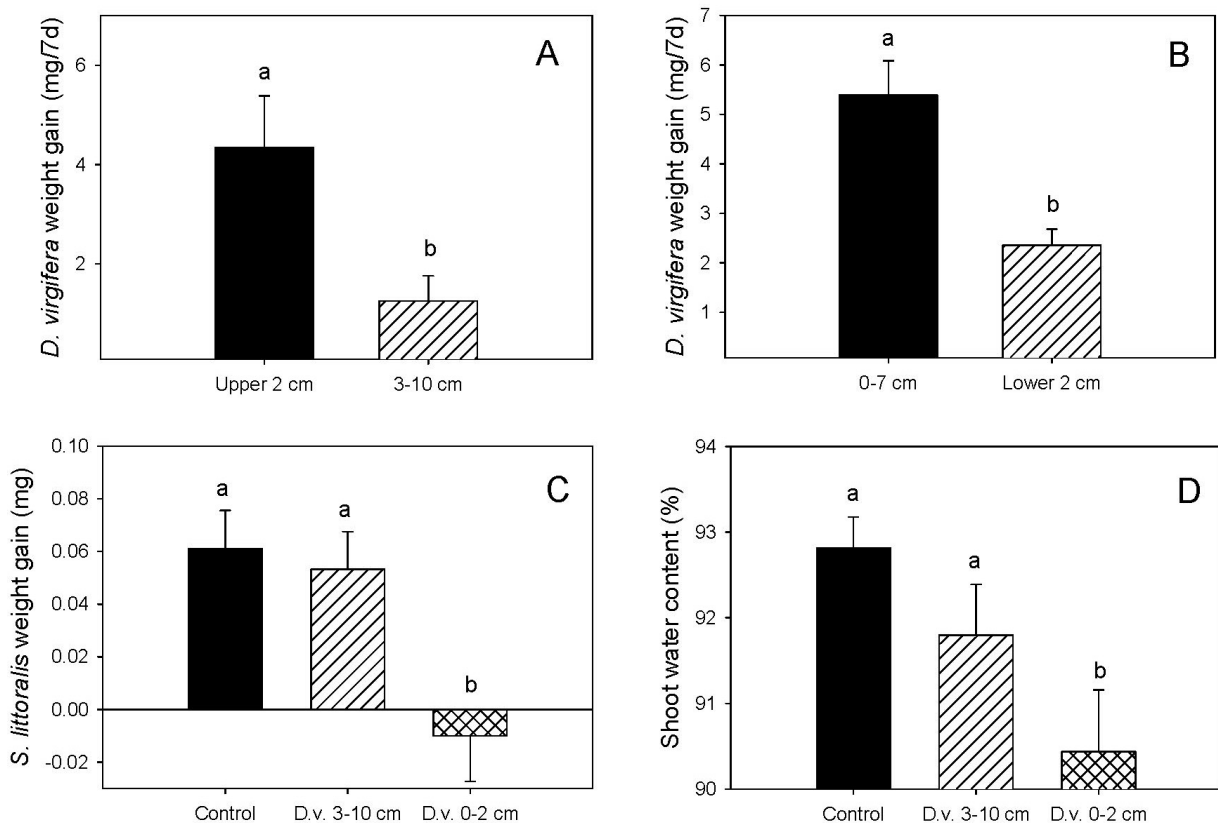 A
D. virgifera weight gain (mg/7d)
6
4
2
a
b
Upper 2 cm
3-10 cm
B
D. virgifera weight gain (mg/7d)
7
6
5
4
3
2
1
a
b
0-7 cm
Lower 2 cm
C
S. littoralis weight gain (mg)
0.10
0.08
0.06
0.04
0.02
0.00
-0.02
a
a
b
Control
D.v. 3-10 cm
D.v. 0-2 cm
D
Shoot water content (%)
94
93
92
91
90
a
a
b
Control
D.v. 3-10 cm
D.v. 0-2 cm